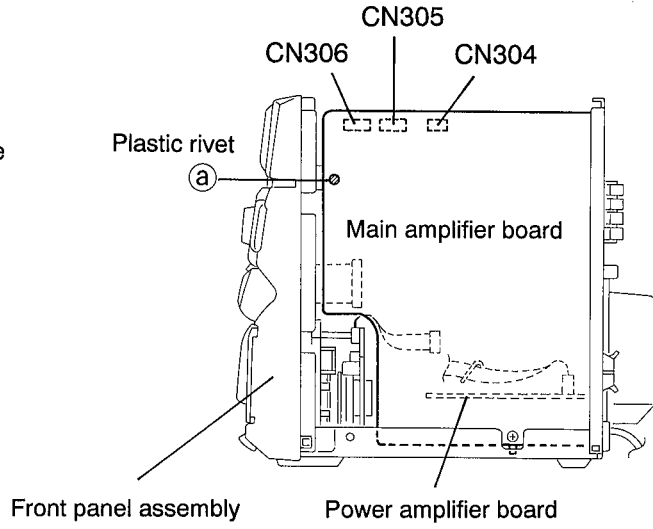 CN305
CN306
CN304
e
Plastic rivet
a
Main amplifier board
Front panel assembly
Power amplifier board